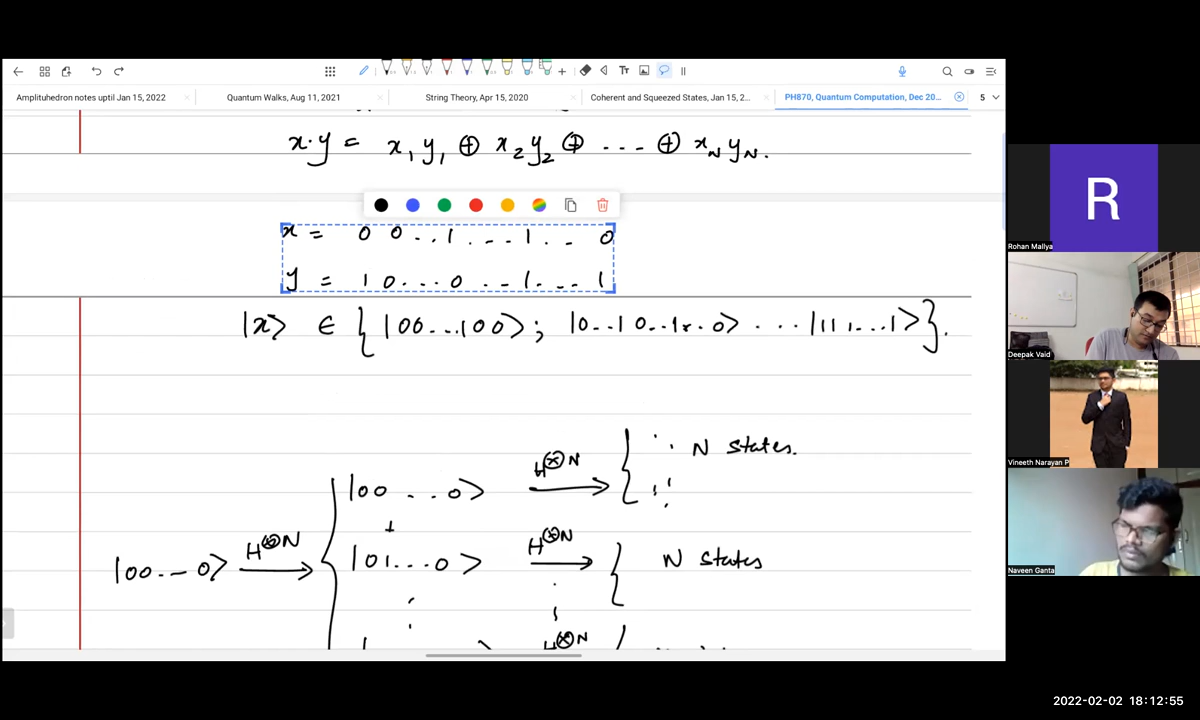 Amplituhedron notes uptil Jan 15, 2022
Quantum Walks, Aug 11, 2021
String Theory, Apr 15, 2020
Coherent and Squeezed States, Jan 15, 2...
PH870, Quantum Computation, Dec 20...
5
x·y = x₁y₁ ⊕ x₂y₂ ⊕ ... ⊕ x_N y_N.
x = 0 0 .. 1 ... 1 .. 0
y = 1 0 ... 0 .. 1 ... 1
|x⟩ ∈ { |00...100⟩; |0..10..1..0⟩ ... |111...1⟩ }.
H⊗N
N states.
|00...0⟩
+
H⊗N
H⊗N
|00...0⟩
|01...0⟩
N states
H⊗N
R
Rohan Mallya
Deepak Vaid
Vineeth Narayan P
Naveen Ganta
2022-02-02 18:12:55